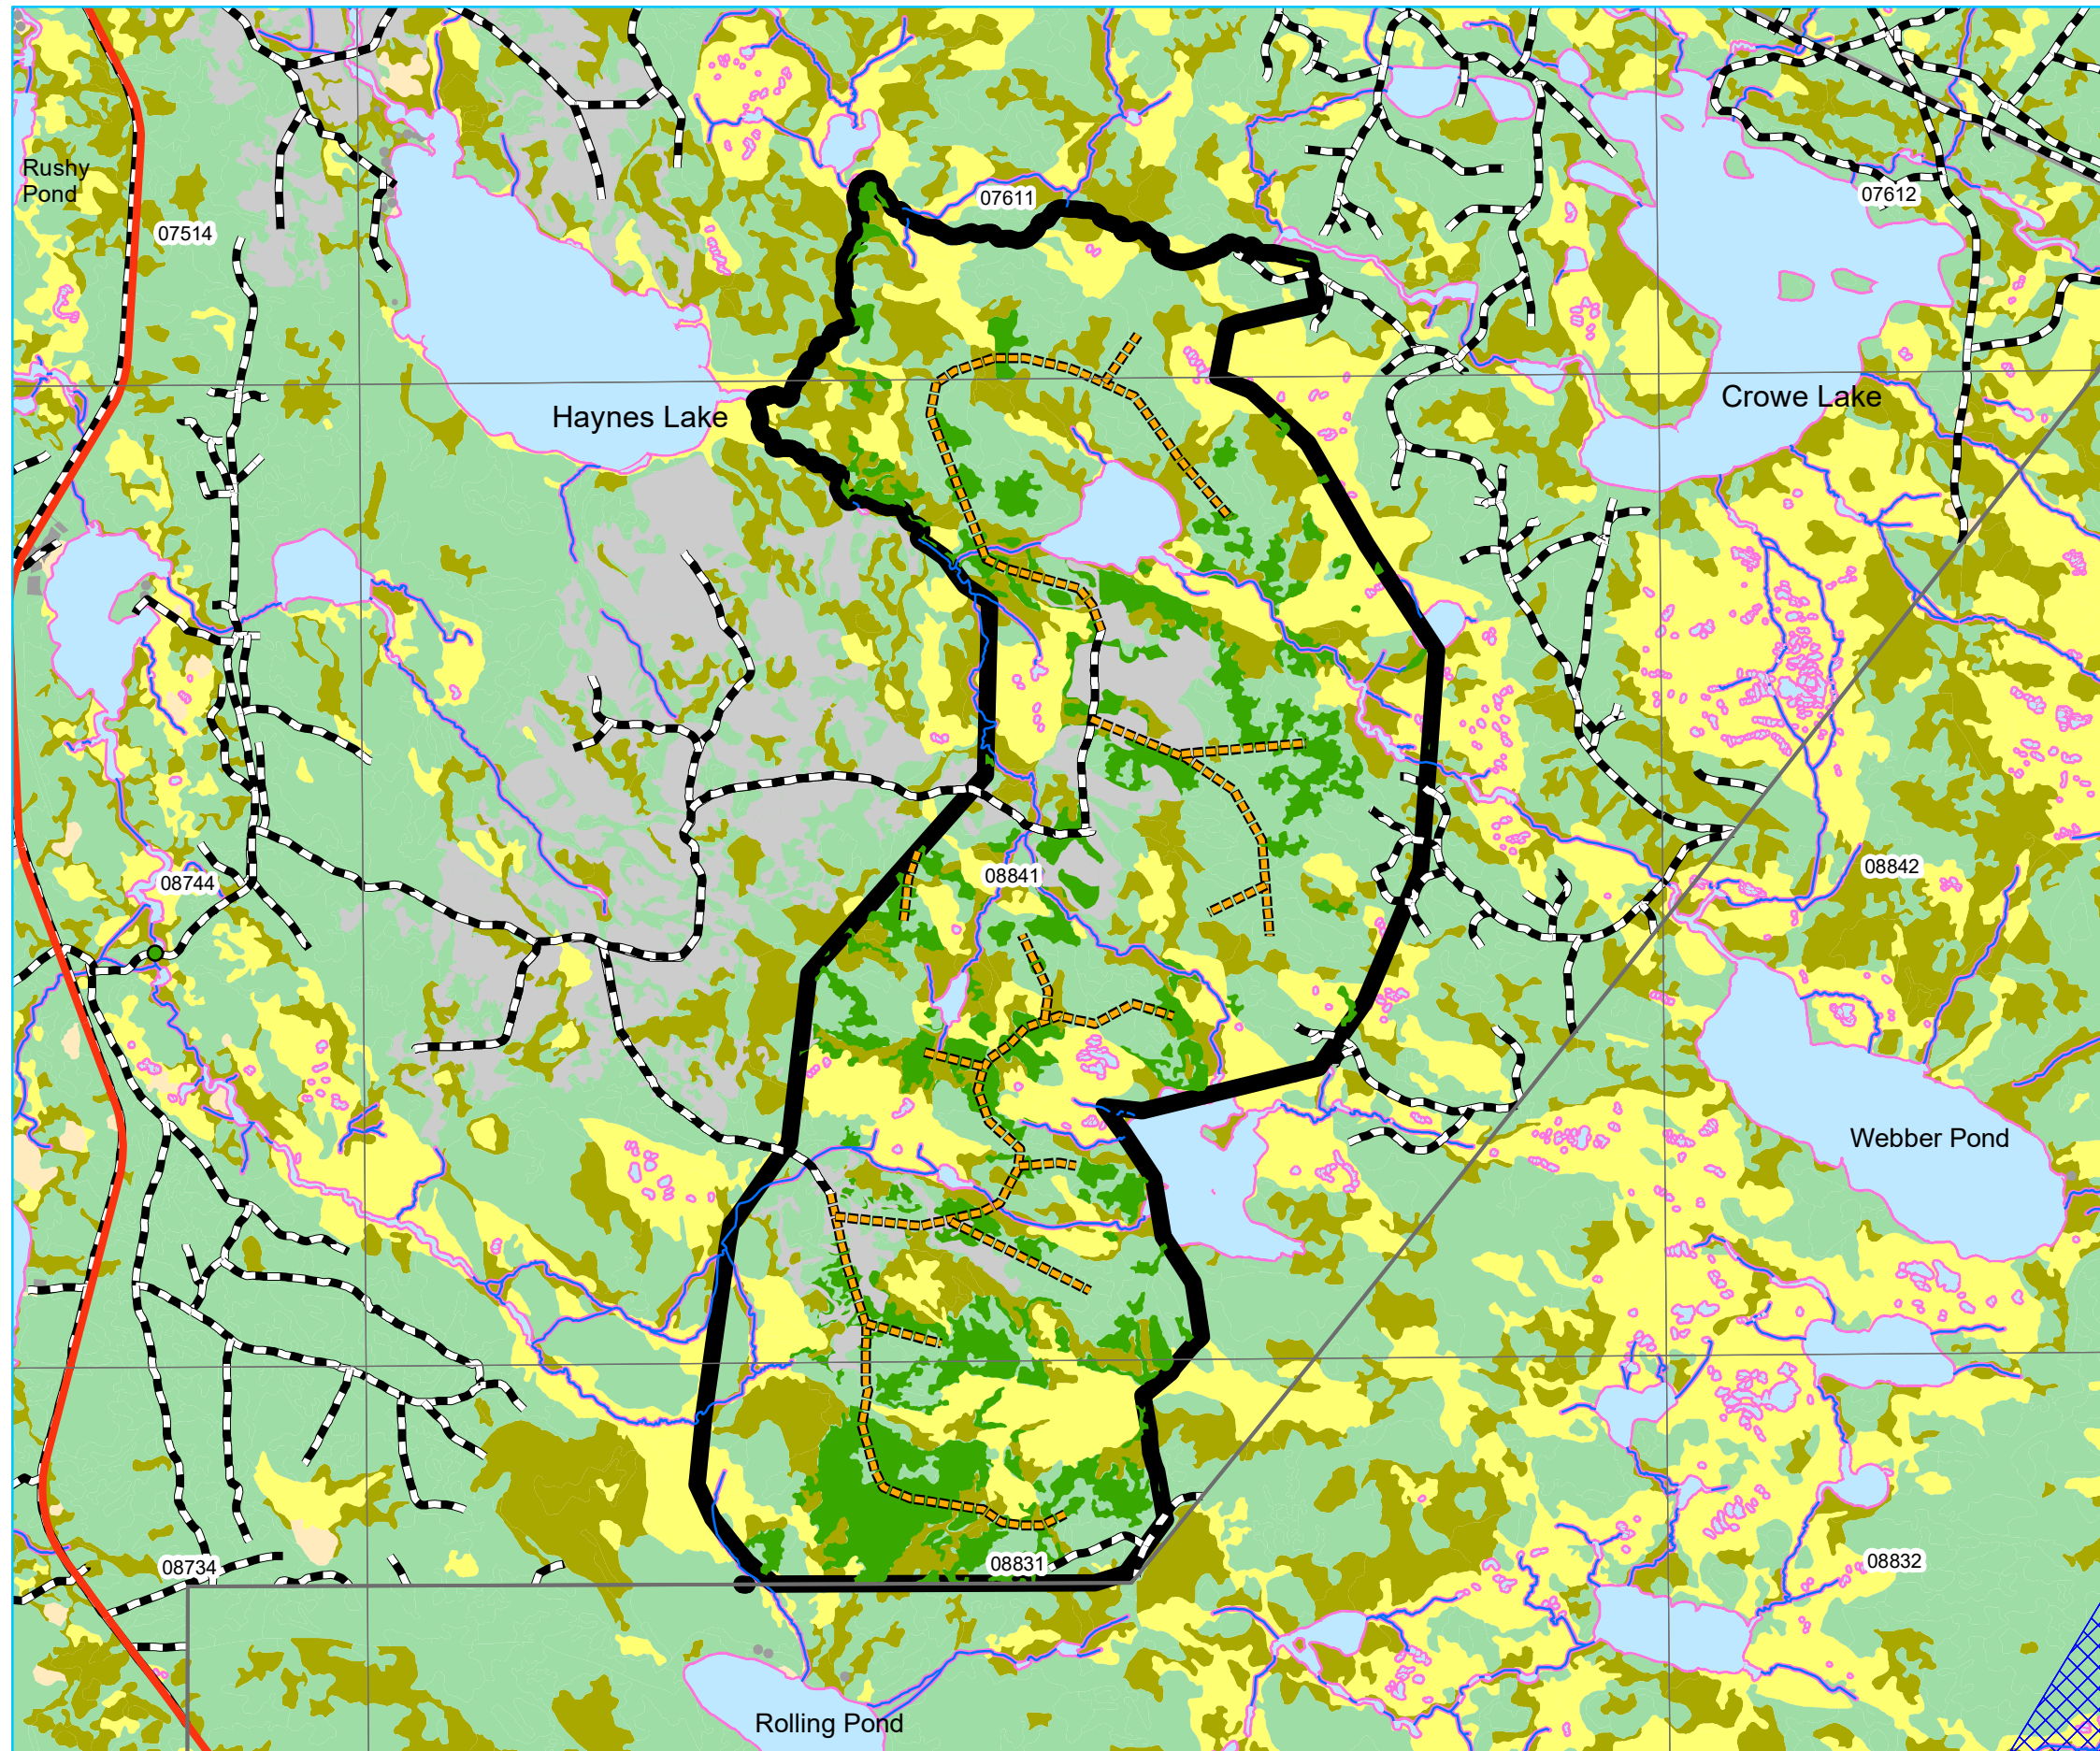 Rushy
Pond
07611
07612
07514
Crowe Lake
Haynes Lake
08842
08841
08744
Webber Pond
08832
08831
08734
Rolling Pond